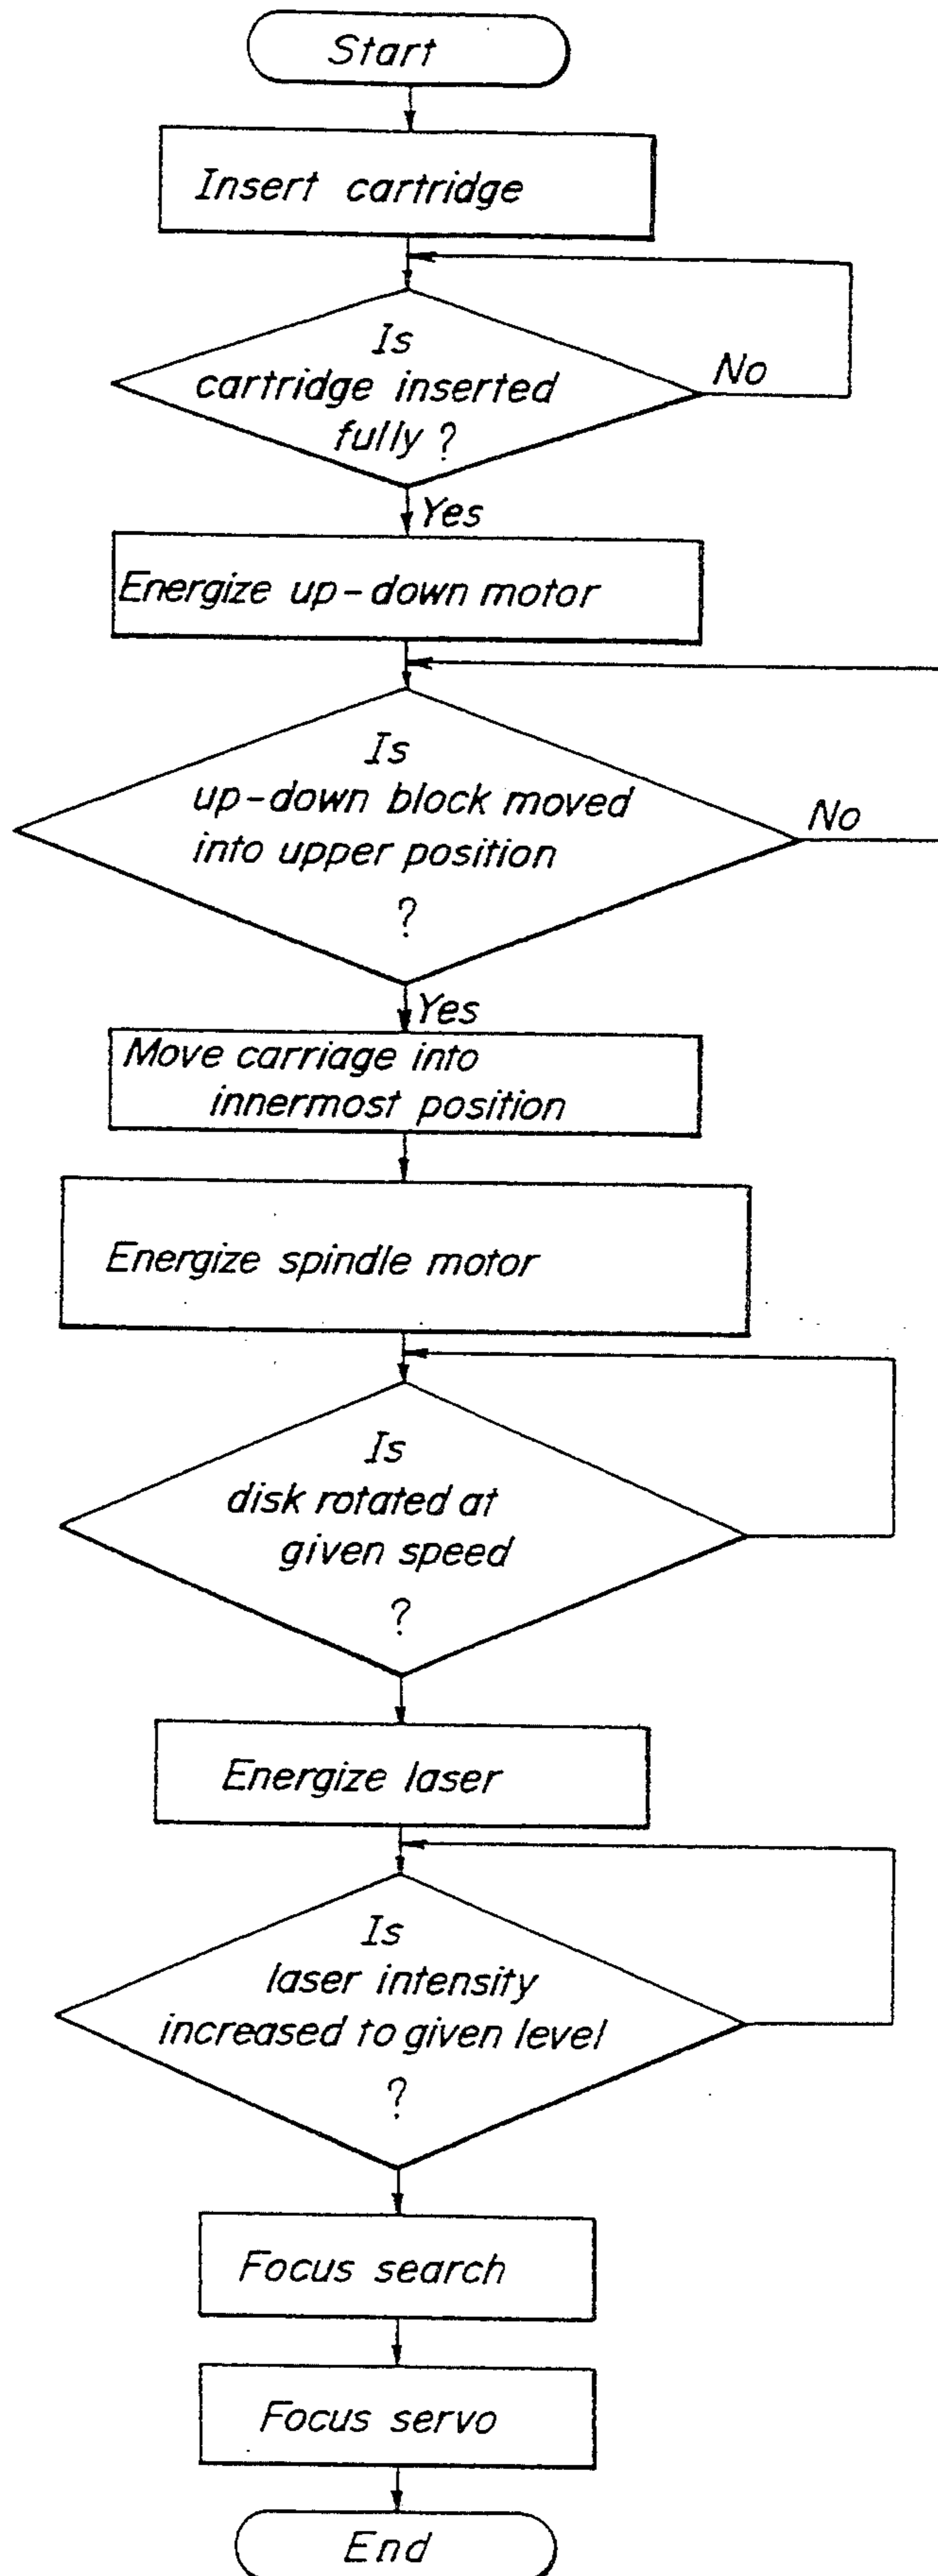 Start
Insert cartridge
Is
cartridge inserted
fully ?
No
Yes
Energize up-down motor
Is
up-down block moved
into upper position
?
No
Yes
Move carriage into
innermost position
Energize spindle motor
Is
disk rotated at
given speed
?
Energize laser
Is
laser intensity
increased to given level
?
Focus search
Focus servo
End